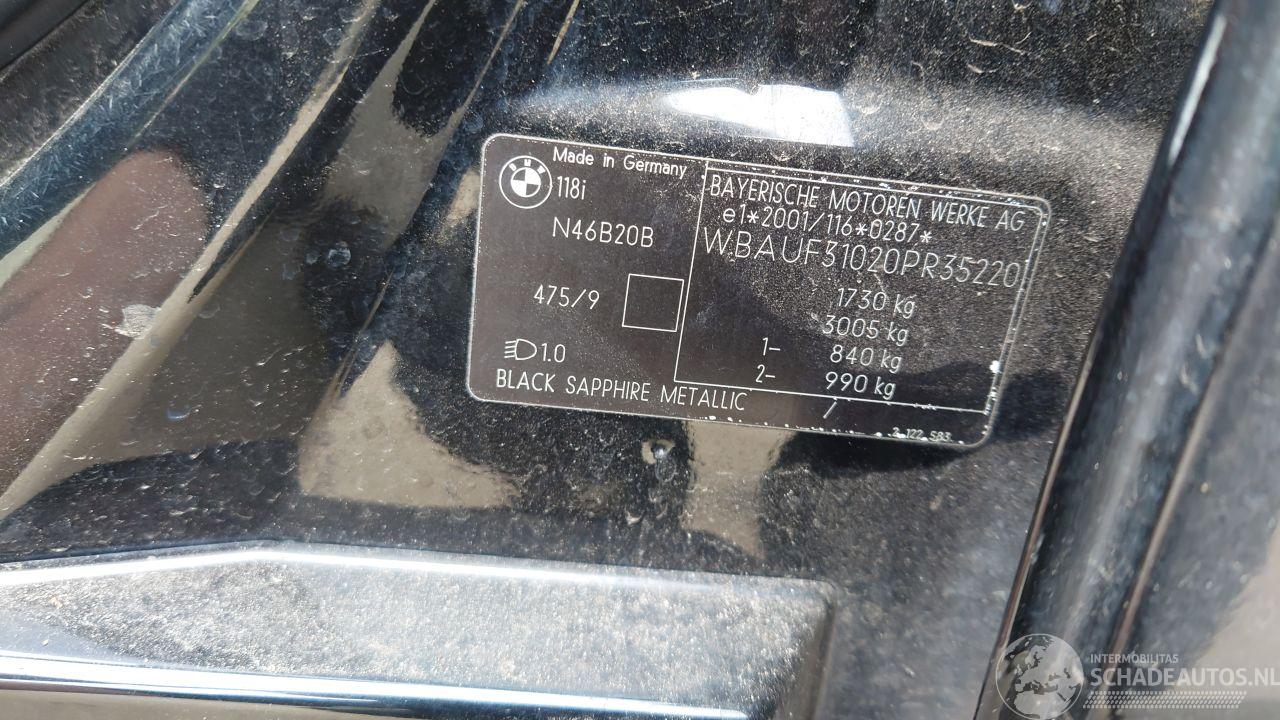 Made in Germany
BMW
118i
N46B20B
475/9
1.0
BLACK SAPPHIRE METALLIC /
BAYERISCHE MOTOREN WERKE AG
e1*2001/116*0287*
WBAUF31020PR35220
1730 kg
3005 kg
1– 840 kg
2– 990 kg
INTERMOBILITAS
SCHADEAUTOS.NL